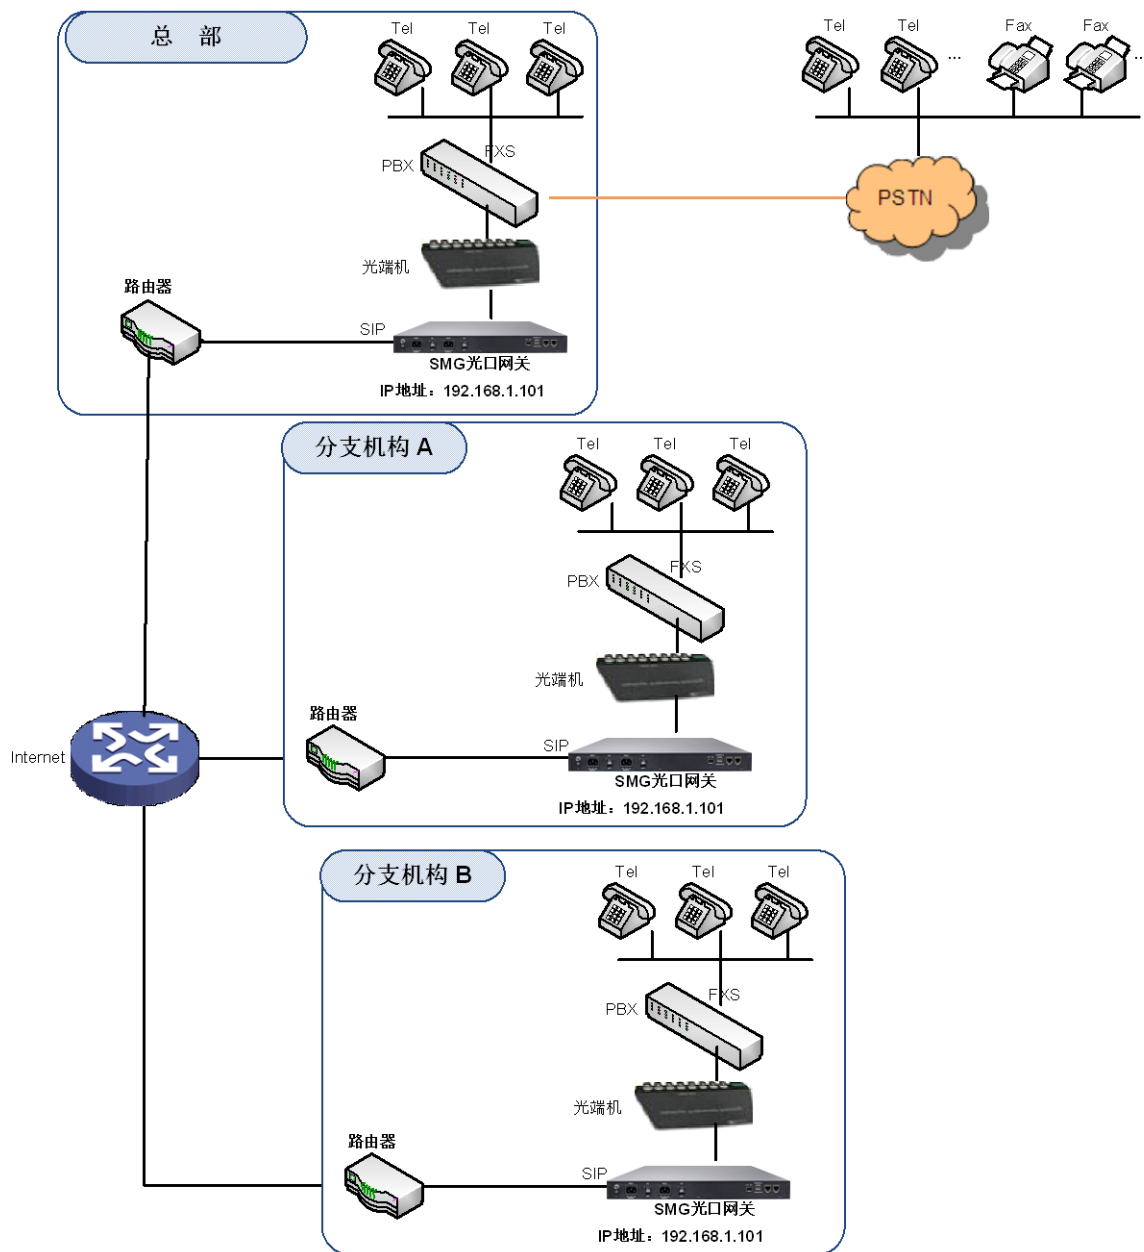 总 部
Tel
Tel
Tel
Tel
Tel
...
Fax
Fax
...
FXS
PBX
PSTN
光端机
路由器
SIP
SMG光口网关
IP地址：192.168.1.101
分支机构 A
Tel
Tel
Tel
FXS
PBX
光端机
路由器
SIP
Internet
SMG光口网关
IP地址：192.168.1.101
分支机构 B
Tel
Tel
Tel
FXS
PBX
光端机
路由器
SIP
SMG光口网关
IP地址：192.168.1.101